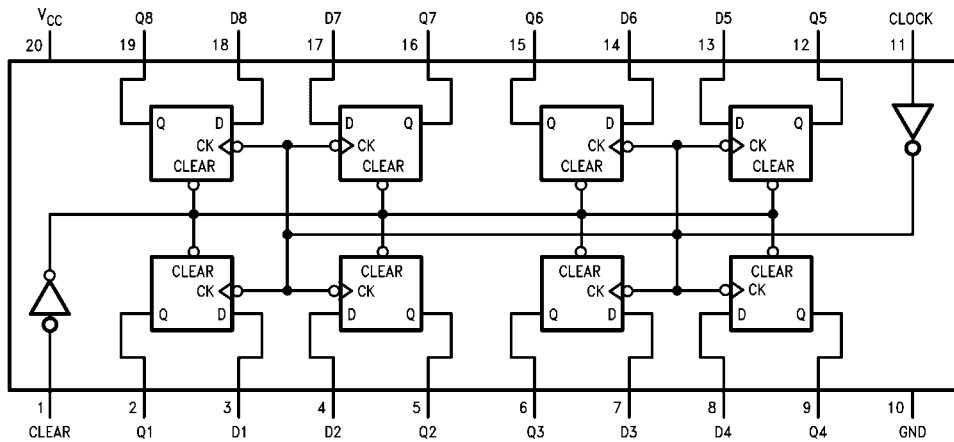 VCC Q8 D8 D7 Q7 Q6 D6 D5 Q5 CLOCK
20 19 18 17 16 15 14 13 12 11
Q D D Q Q D D Q
CK CK CK CK
CLEAR CLEAR CLEAR CLEAR
CLEAR CLEAR CLEAR CLEAR
CK CK CK CK
Q D D Q Q D D Q
1 2 3 4 5 6 7 8 9 10
CLEAR Q1 D1 D2 Q2 Q3 D3 D4 Q4 GND